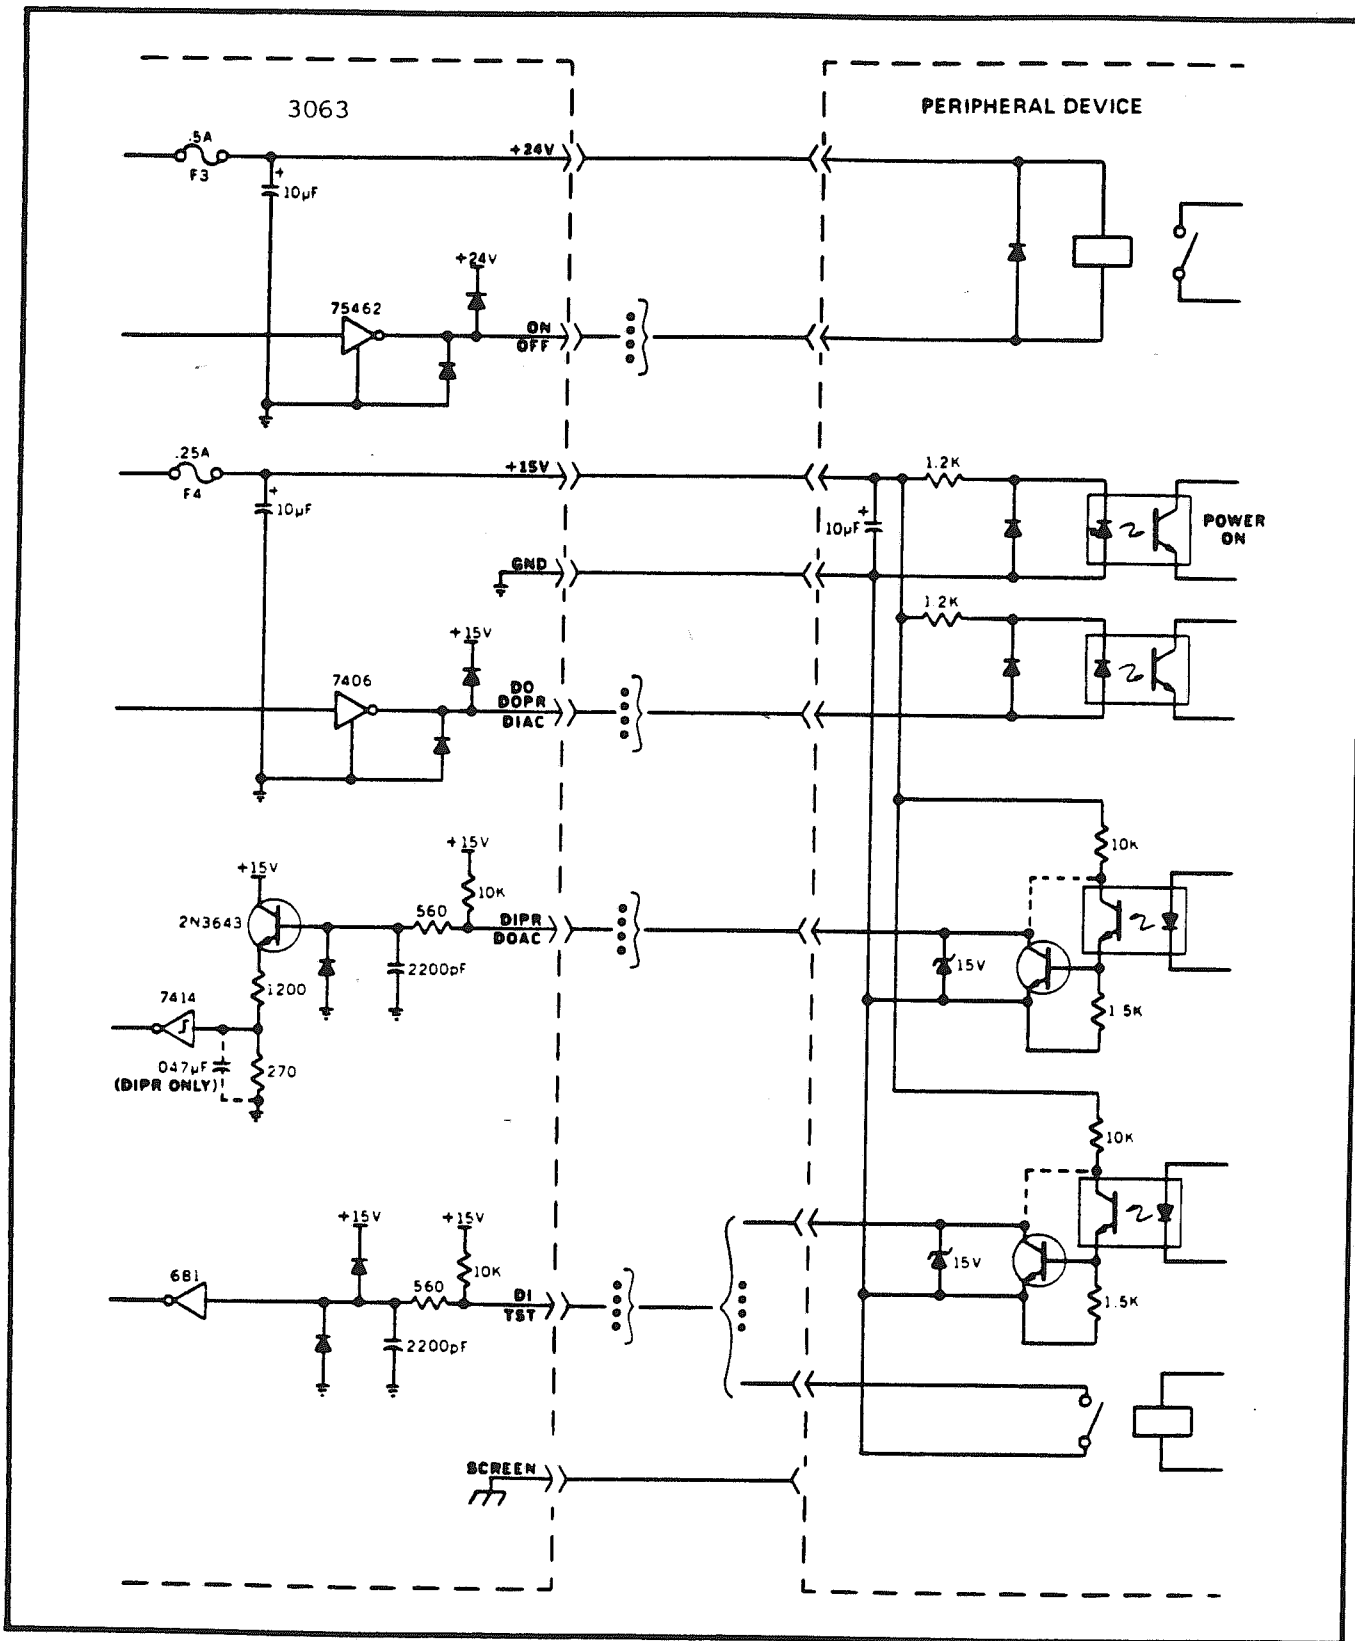 3063
PERIPHERAL DEVICE
.5A
F3
+24V
+
10µF
+24V
75462
ON
OFF
.25A
F4
+15V
+
10µF
1.2K
+
10µF
POWER
ON
GND
1.2K
+15V
7406
DO
DOPR
DIAC
+15V
+15V
10K
10K
2N3643
560
DIPR
DOAC
2200pF
15V
1200
7414
1.5K
047µF
(DIPR ONLY)
270
10K
+15V
+15V
681
560
10K
DI
TST
15V
1.5K
2200pF
SCREEN